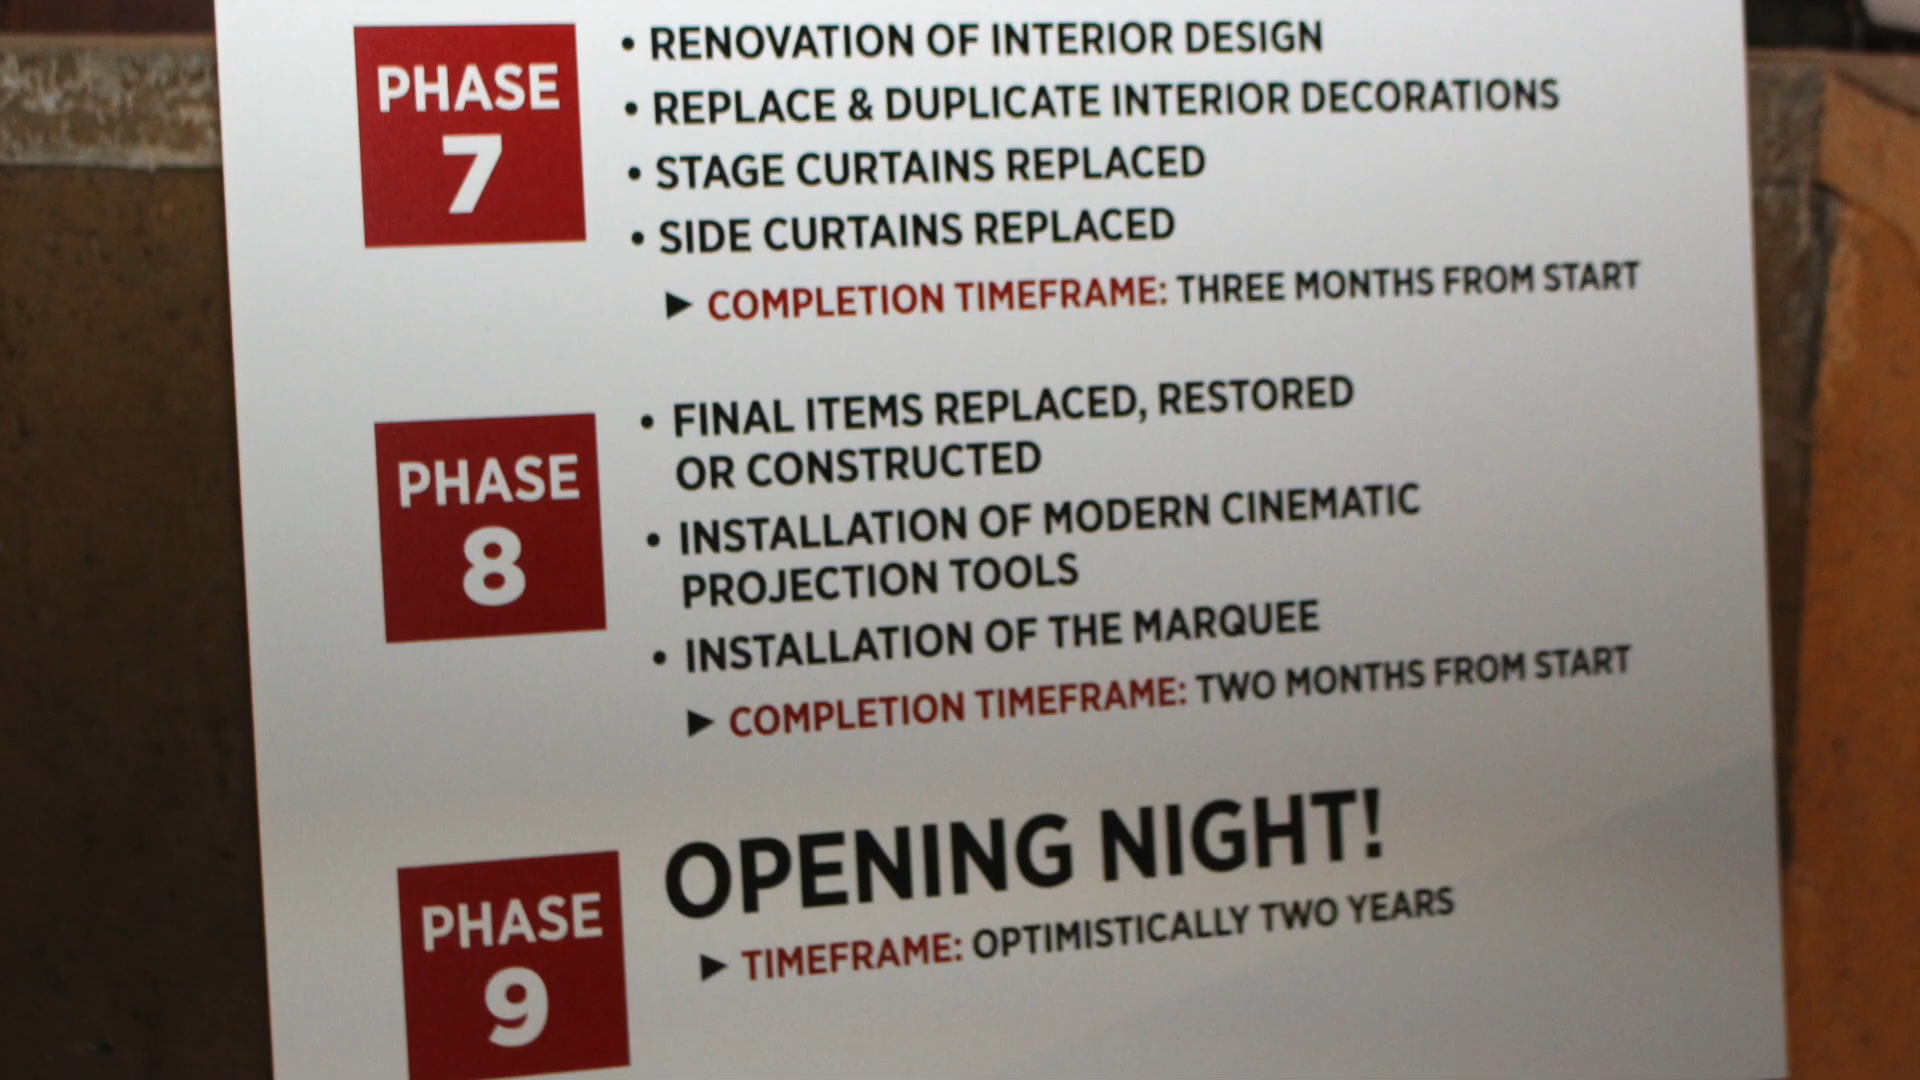 PHASE
7
• RENOVATION OF INTERIOR DESIGN
• REPLACE & DUPLICATE INTERIOR DECORATIONS
• STAGE CURTAINS REPLACED
• SIDE CURTAINS REPLACED
► COMPLETION TIMEFRAME: THREE MONTHS FROM START
PHASE
8
• FINAL ITEMS REPLACED, RESTORED
OR CONSTRUCTED
• INSTALLATION OF MODERN CINEMATIC
PROJECTION TOOLS
• INSTALLATION OF THE MARQUEE
► COMPLETION TIMEFRAME: TWO MONTHS FROM START
PHASE
9
OPENING NIGHT!
► TIMEFRAME: OPTIMISTICALLY TWO YEARS